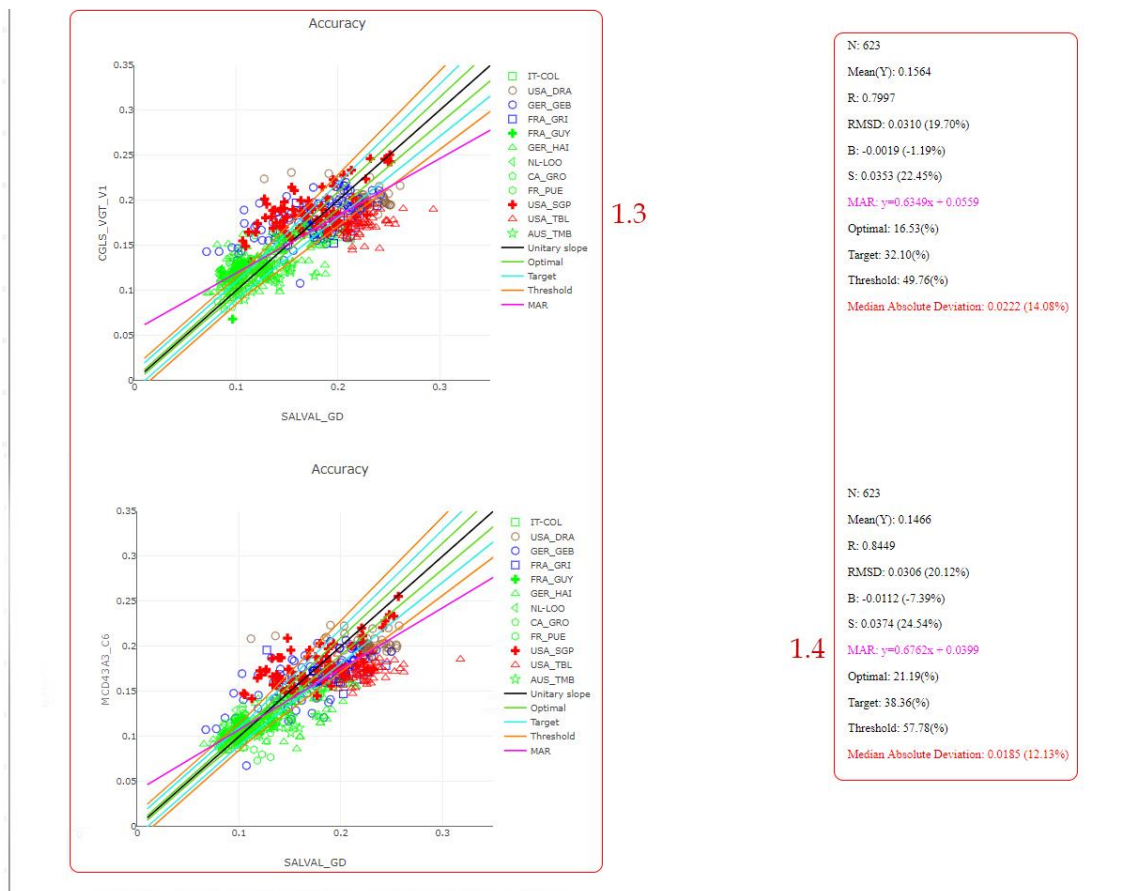 Accuracy
0.35
0.3
0.25
0.2
0.15
0.1
0.05
0
0
0.1
0.2
0.3
CGLS_VGT_V1
SALVAL_GD
IT-COL
USA_DRA
GER_GEB
FRA_GRI
FRA_GUY
GER_HAI
NL-LOO
CA_GRO
FR_PUE
USA_SGP
USA_TBL
AUS_TMB
Unitary slope
Optimal
Target
Threshold
MAR
1.3
Accuracy
0.35
0.3
0.25
0.2
0.15
0.1
0.05
0
0
0.1
0.2
0.3
MCD43A3_C6
SALVAL_GD
IT-COL
USA_DRA
GER_GEB
FRA_GRI
FRA_GUY
GER_HAI
NL-LOO
CA_GRO
FR_PUE
USA_SGP
USA_TBL
AUS_TMB
Unitary slope
Optimal
Target
Threshold
MAR
N: 623
Mean(Y): 0.1564
R: 0.7997
RMSD: 0.0310 (19.70%)
B: -0.0019 (-1.19%)
S: 0.0353 (22.45%)
MAR: y=0.6349x + 0.0559
Optimal: 16.53(%)
Target: 32.10(%)
Threshold: 49.76(%)
Median Absolute Deviation: 0.0222 (14.08%)
1.4
N: 623
Mean(Y): 0.1466
R: 0.8449
RMSD: 0.0306 (20.12%)
B: -0.0112 (-7.39%)
S: 0.0374 (24.54%)
MAR: y=0.6762x + 0.0399
Optimal: 21.19(%)
Target: 38.36(%)
Threshold: 57.78(%)
Median Absolute Deviation: 0.0185 (12.13%)